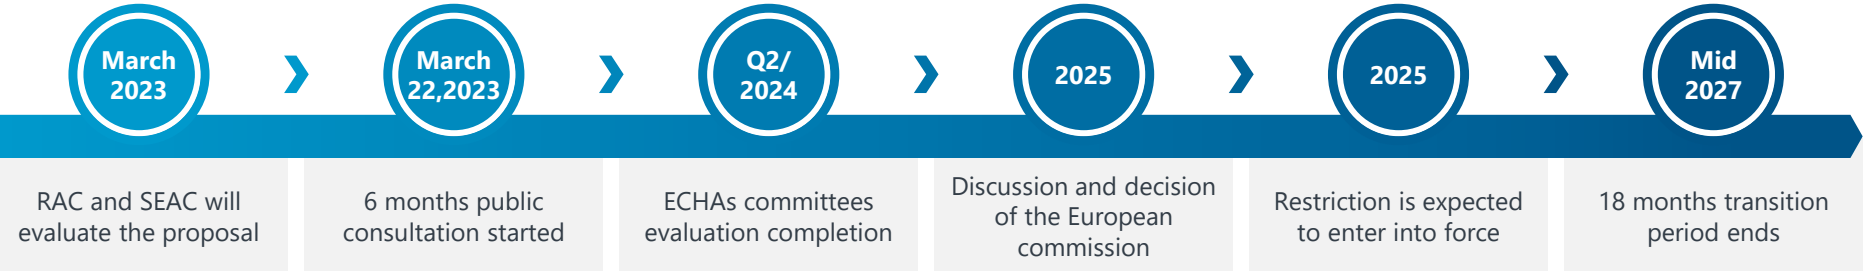 March
2023
RAC and SEAC will
evaluate the proposal
March
22,2023
6 months public
consultation started
Q2/
2024
ECHAs committees
evaluation completion
2025
Discussion and decision
of the European
commission
2025
Restriction is expected
to enter into force
Mid
2027
18 months transition
period ends